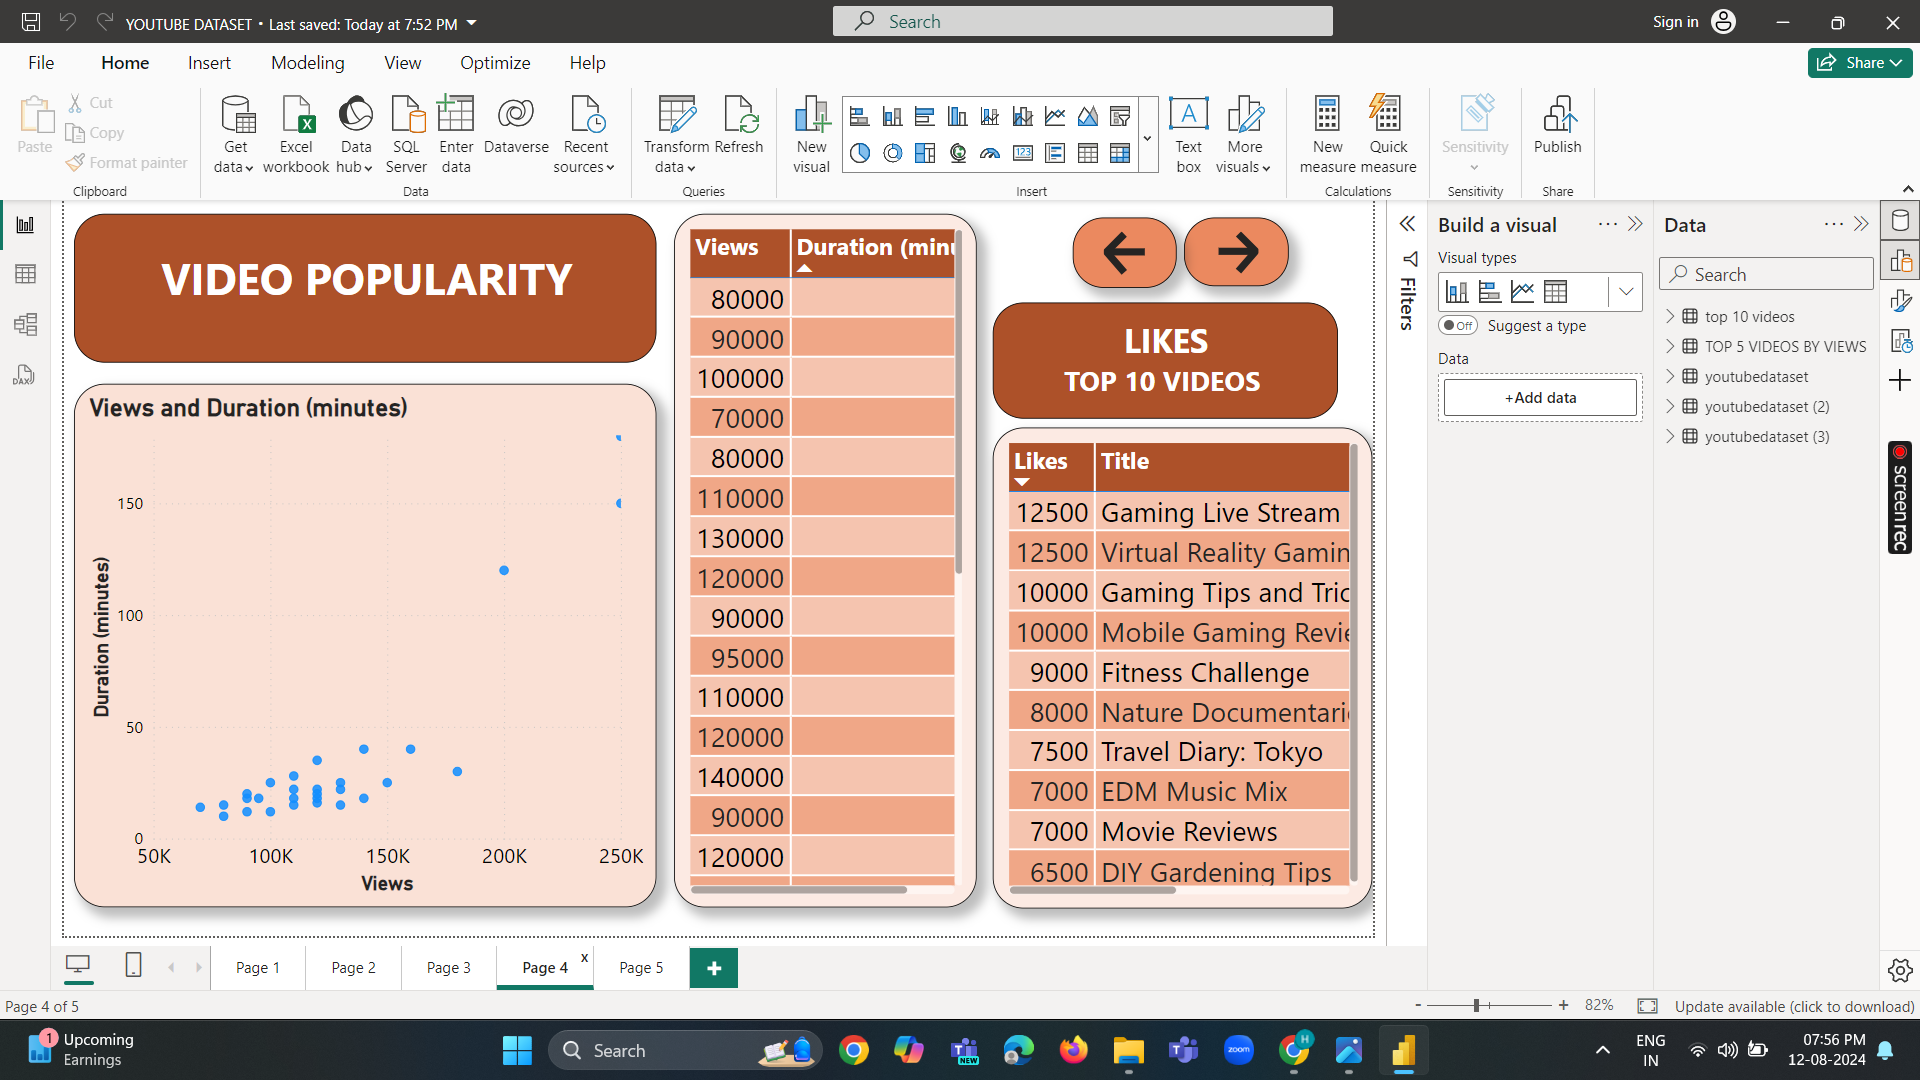 YOUTUBE DATASET • Last saved: Today at 7:52 PM
Search
Sign in
File
Home
Insert
Modeling
View
Optimize
Help
Share
Paste
Cut
Copy
Format painter
Clipboard
Get data
Excel workbook
Data hub
SQL Server
Enter data
Dataverse
Recent sources
Data
Transform data
Refresh
Queries
New visual
123
A
Text box
More visuals
Insert
New measure
Quick measure
Calculations
Sensitivity
Sensitivity
Publish
Share
DAX
VIDEO POPULARITY
Views and Duration (minutes)
Duration (minutes)
150
100
50
0
50K
100K
150K
200K
250K
Views
Views
Duration (minu
80000
90000
100000
70000
80000
110000
130000
120000
90000
95000
110000
120000
140000
90000
120000
LIKES
TOP 10 VIDEOS
Likes
Title
12500 Gaming Live Stream
12500 Virtual Reality Gamin
10000 Gaming Tips and Tric
10000 Mobile Gaming Revie
9000 Fitness Challenge
8000 Nature Documentari
7500 Travel Diary: Tokyo
7000 EDM Music Mix
7000 Movie Reviews
6500 DIY Gardening Tips
Filters
Build a visual
Visual types
Off
Suggest a type
Data
+Add data
Data
Search
top 10 videos
TOP 5 VIDEOS BY VIEWS
youtubedataset
youtubedataset (2)
youtubedataset (3)
screenrec
Page 1
Page 2
Page 3
Page 4
x
Page 5
+
Page 4 of 5
-
+
82%
Update available (click to download)
1
Upcoming
Earnings
Search
NEW
zoom
H
ENG
IN
07:56 PM
12-08-2024